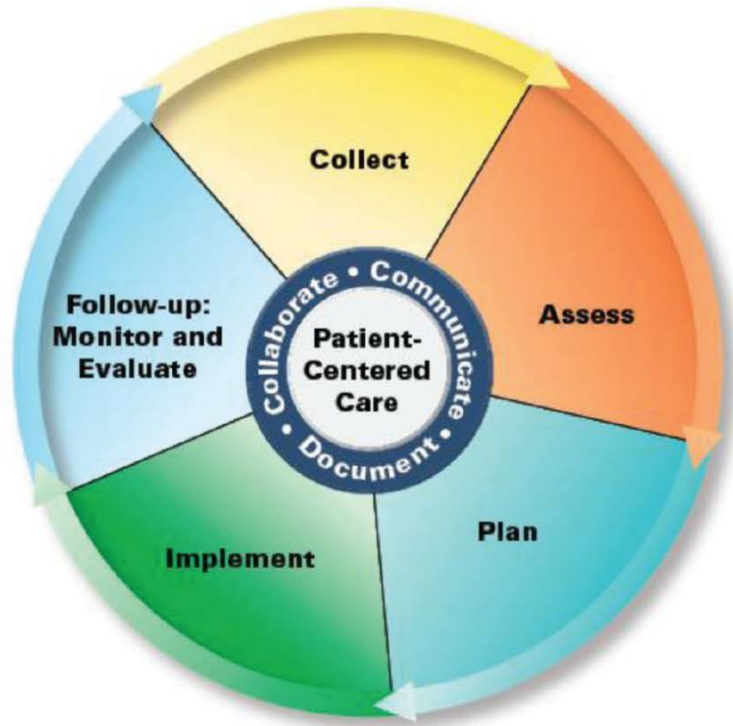 Collect
Assess
Plan
Implement
Follow-up:
Monitor and
Evaluate
Collaborate • Communicate • Document •
Patient-
Centered
Care